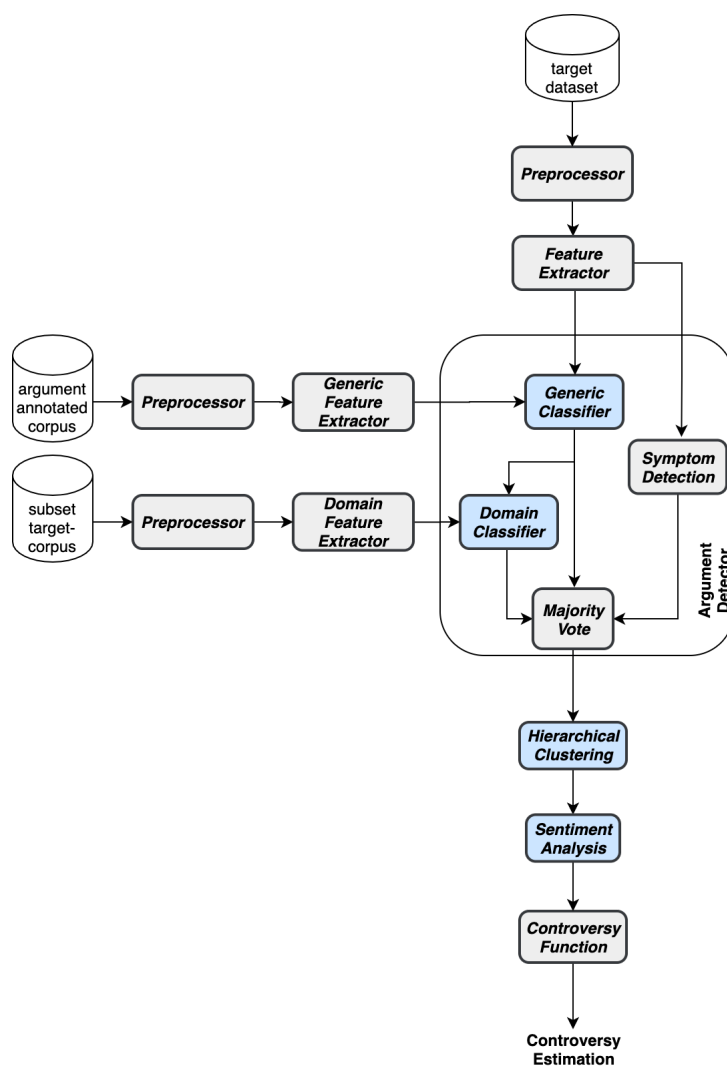 target
dataset
Preprocessor
Feature
Extractor
argument
annotated
corpus
Preprocessor
Generic
Feature
Extractor
Generic
Classifier
Symptom
Detection
subset
target-
corpus
Preprocessor
Domain
Feature
Extractor
Domain
Classifier
Argument
Detector
Majority
Vote
Hierarchical
Clustering
Sentiment
Analysis
Controversy
Function
Controversy
Estimation